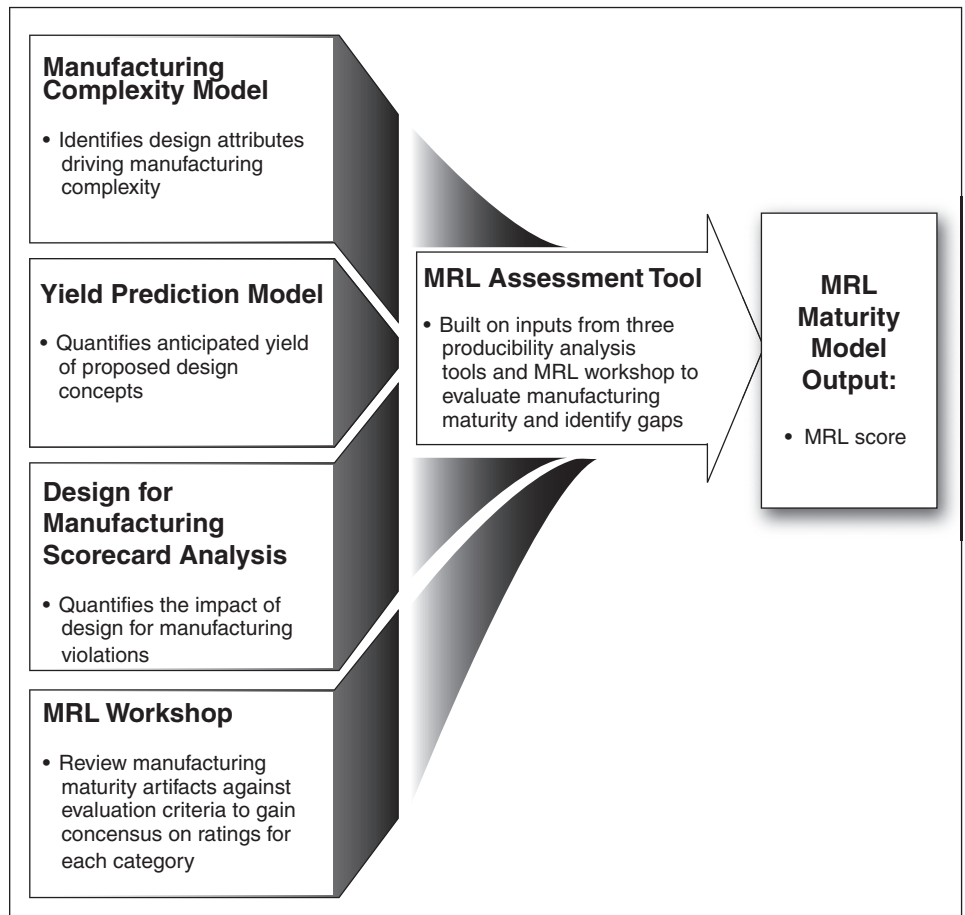 Manufacturing
Complexity Model
• Identifies design attributes
driving manufacturing
complexity
Yield Prediction Model
• Quantifies anticipated yield
of proposed design
concepts
Design for
Manufacturing
Scorecard Analysis
• Quantifies the impact of
design for manufacturing
violations
MRL Workshop
• Review manufacturing
maturity artifacts against
evaluation criteria to gain
concensus on ratings for
each category
MRL Assessment Tool
• Built on inputs from three
producibility analysis
tools and MRL workshop to
evaluate manufacturing
maturity and identify gaps
MRL
Maturity
Model
Output:
• MRL score